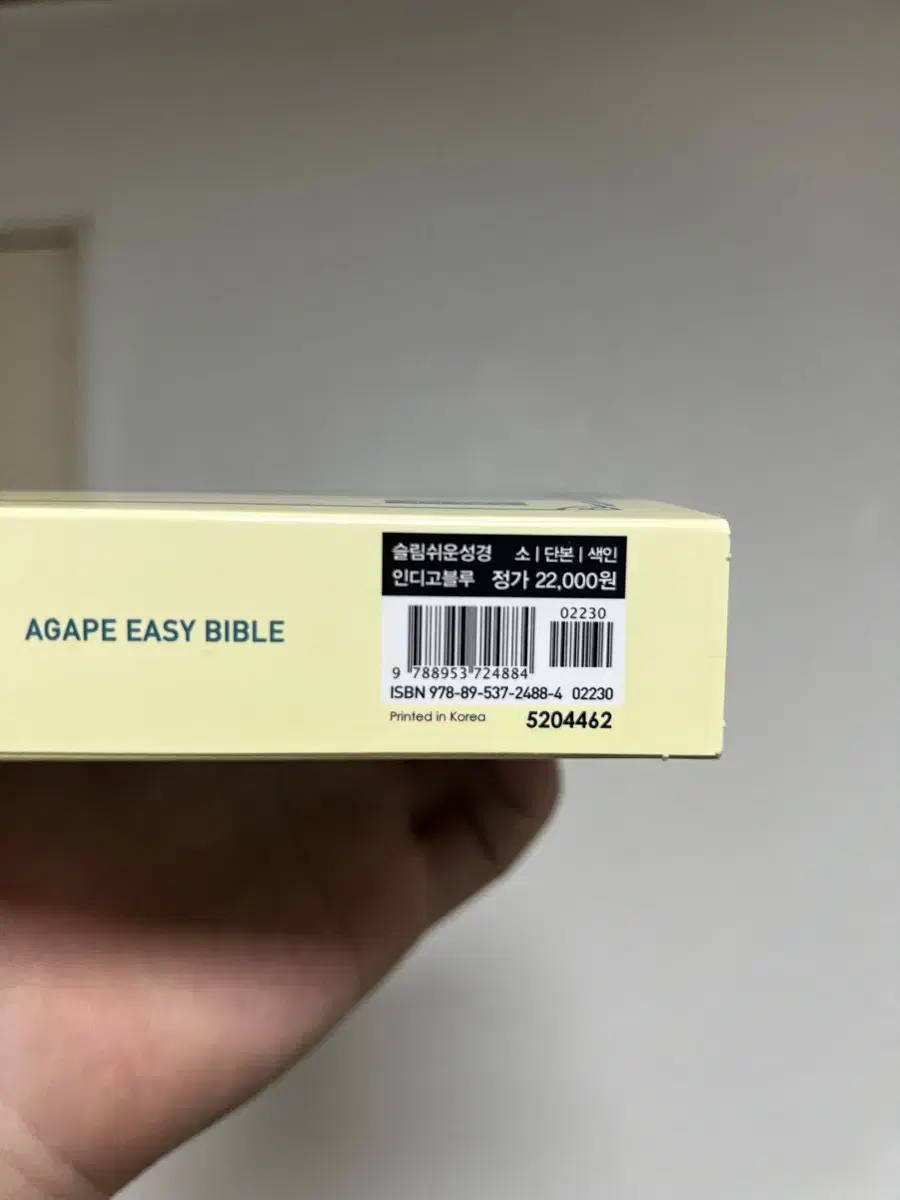 AGAPE EASY BIBLE
슬림쉬운성경 소 | 단본 | 색인
인디고블루 정가 22,000원
02230
9 788953 724884
ISBN 978-89-537-2488-4 02230
Printed in Korea 5204462